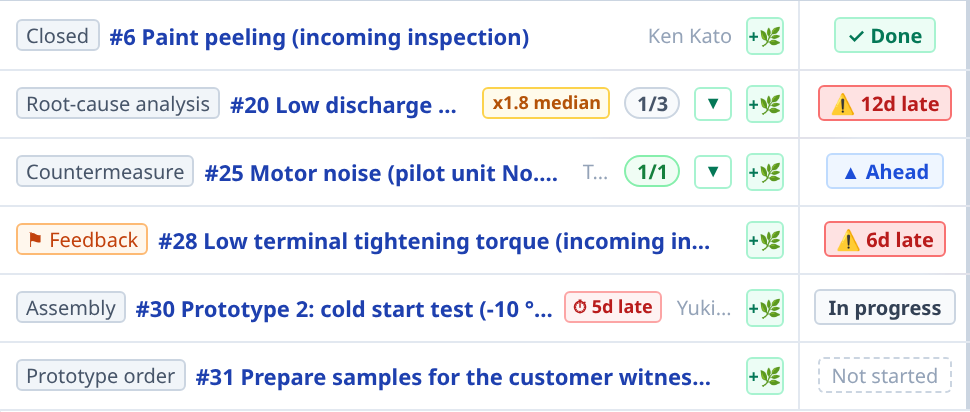 Closed #6 Paint peeling (incoming inspection) Ken Kato + ✓ Done
Root-cause analysis #20 Low discharge ... x1.8 median 1/3 ▼ + ⚠ 12d late
Countermeasure #25 Motor noise (pilot unit No.... T... 1/1 ▼ + ▲ Ahead
⚑ Feedback #28 Low terminal tightening torque (incoming in... + ⚠ 6d late
Assembly #30 Prototype 2: cold start test (-10 °... ⏱ 5d late Yuki... + In progress
Prototype order #31 Prepare samples for the customer witnes... + Not started